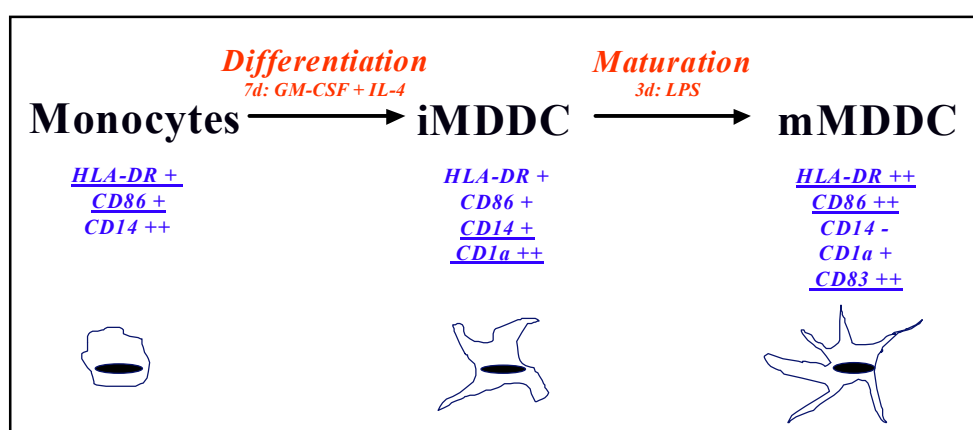 Differentiation
7d: GM-CSF + IL-4
Maturation
3d: LPS
Monocytes
iMDDC
mMDDC
HLA-DR +
CD86 +
CD14 ++
HLA-DR +
CD86 +
CD14 +
CD1a ++
HLA-DR ++
CD86 ++
CD14 -
CD1a +
CD83 ++